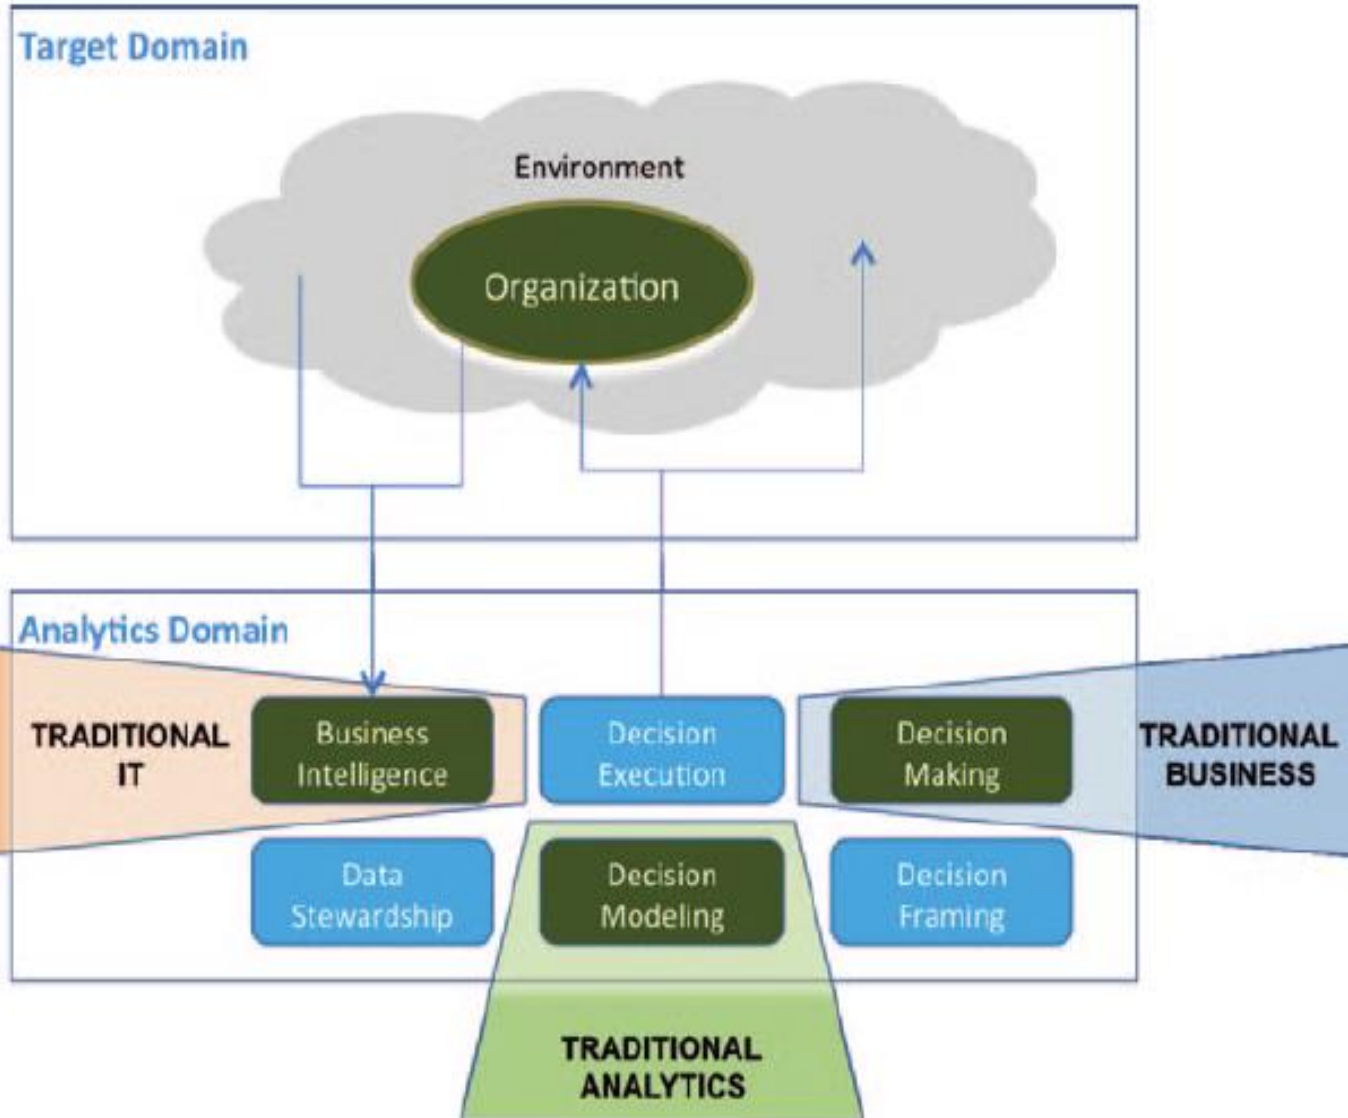 Target Domain
Environment
Organization
Analytics Domain
TRADITIONAL
IT
Business
Intelligence
Decision
Execution
Decision
Making
TRADITIONAL
BUSINESS
Data
Stewardship
Decision
Modeling
Decision
Framing
TRADITIONAL
ANALYTICS